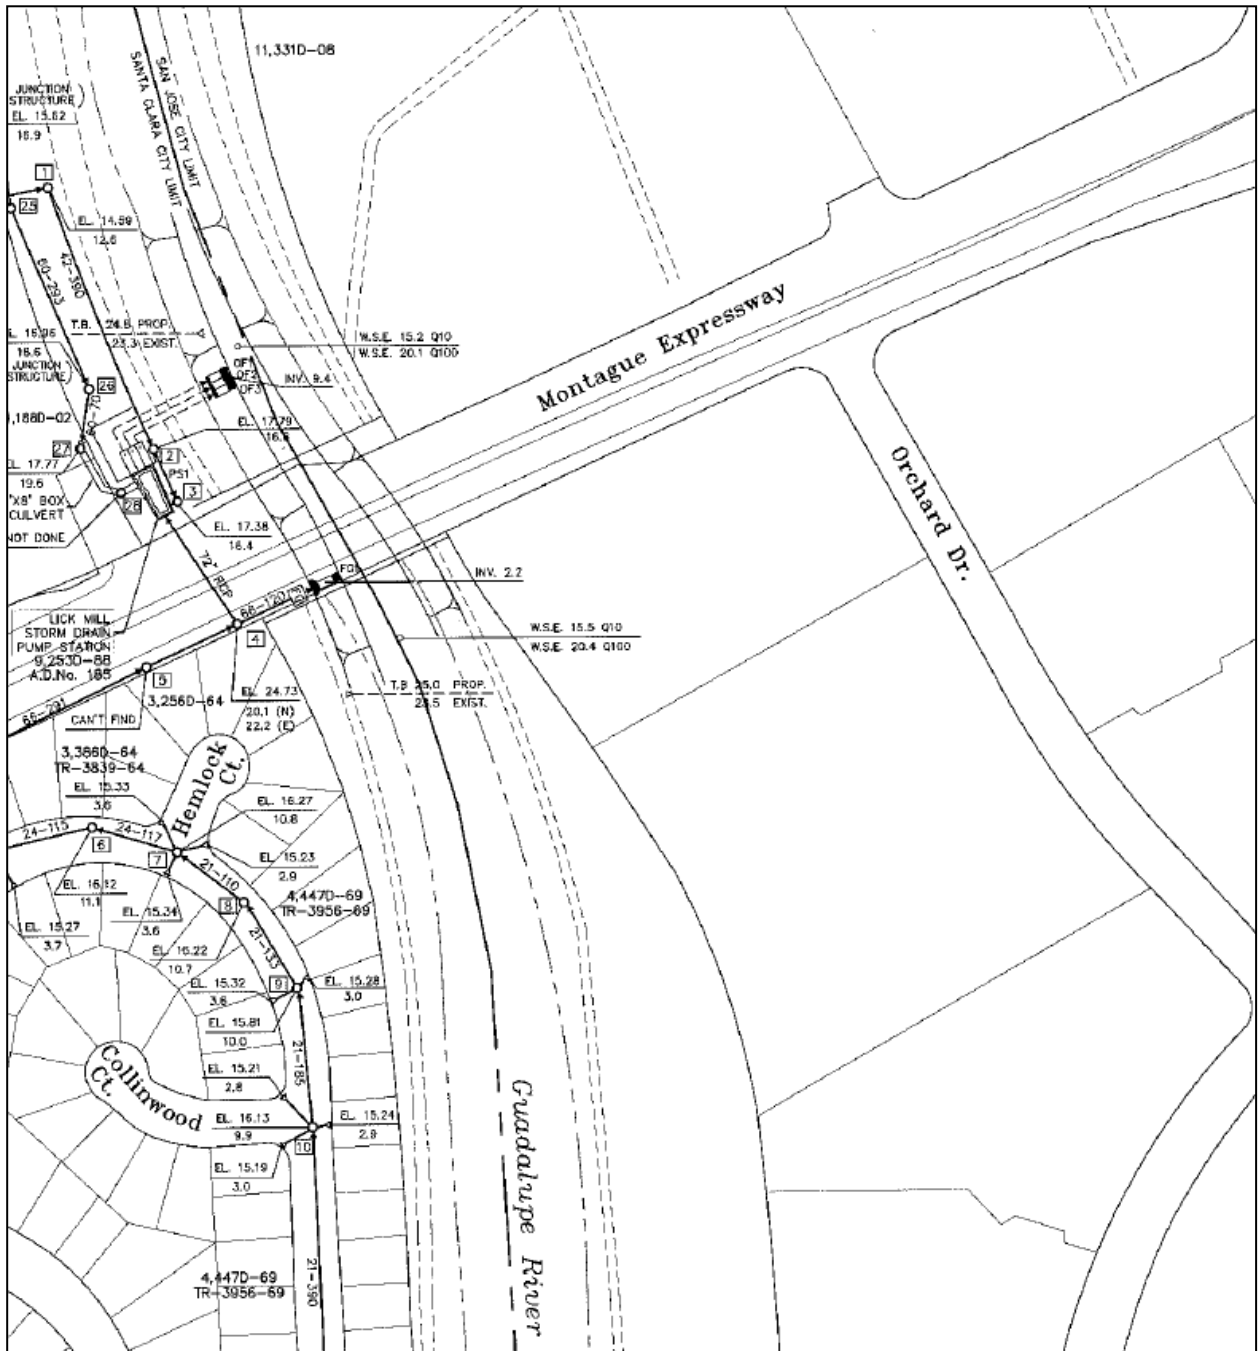 11,331D-08
JUNCTION
STRUCTURE)
EL. 15.62
16.9
SAN JOSE CITY LIMIT
SANTA CLARA CITY LIMIT
1
25
EL. 14.59
12.6
42-390
60-293
T.B. 24.8 PROP.
23.3 EXIST.
W.S.E. 15.2 Q10
W.S.E. 20.1 Q100
16.6
JUNCTION
STRUCTURE)
OF1
OF2
OF3
INV. 9.4
Montague Expressway
26
,188D-02
EL. 17.79
27
2
EL. 17.77
19.6
PS1
28
3
'X8' BOX
CULVERT
EL. 17.38
16.4
NOT DONE
Orchard Dr.
72" RCP
INV. 2.2
66-120
LICK MILL
STORM DRAIN
PUMP STATION
9,253D-88
A.D.No. 185
4
W.S.E. 15.5 Q10
W.S.E. 20.4 Q100
5
3,256D-64
EL. 24.73
20.1 (N)
22.2 (E)
T.B. 25.0 PROP.
EXIST.
66-291
CAN'T FIND
3,386D-64
TR-3839-64
Hemlock
Ct.
EL. 15.33
3.6
EL. 16.27
10.8
24-115
24-117
6
7
EL. 15.23
2.9
21-110
EL. 16.12
11.1
4,447D-69
TR-3956-69
8
EL. 15.34
3.6
EL. 15.27
3.7
EL. 16.22
10.7
21-133
EL. 15.32
3.6
9
EL. 15.28
3.0
EL. 15.81
10.0
21-185
EL. 15.21
2.8
Collinwood
Ct.
EL. 16.13
9.9
EL. 15.24
2.9
10
EL. 15.19
3.0
Guadalupe River
4,447D-69
TR-3956-69
21-390